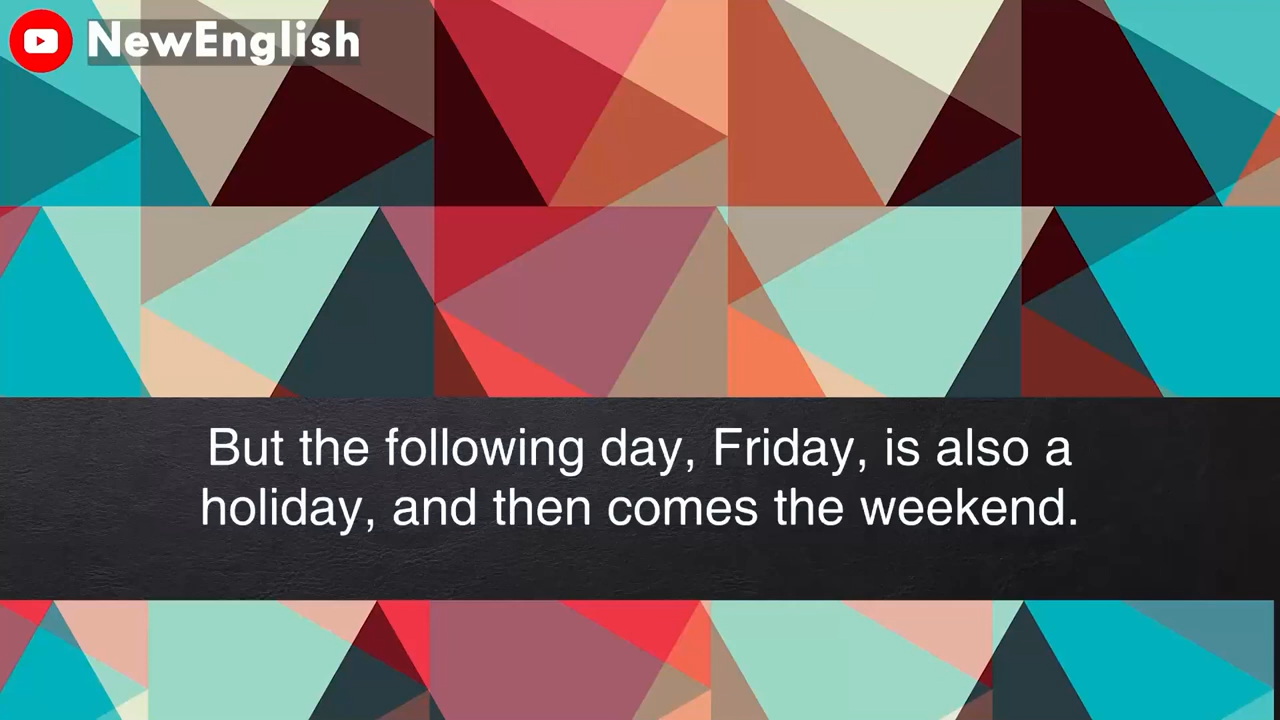 NewEnglish
But the following day, Friday, is also a
holiday, and then comes the weekend.